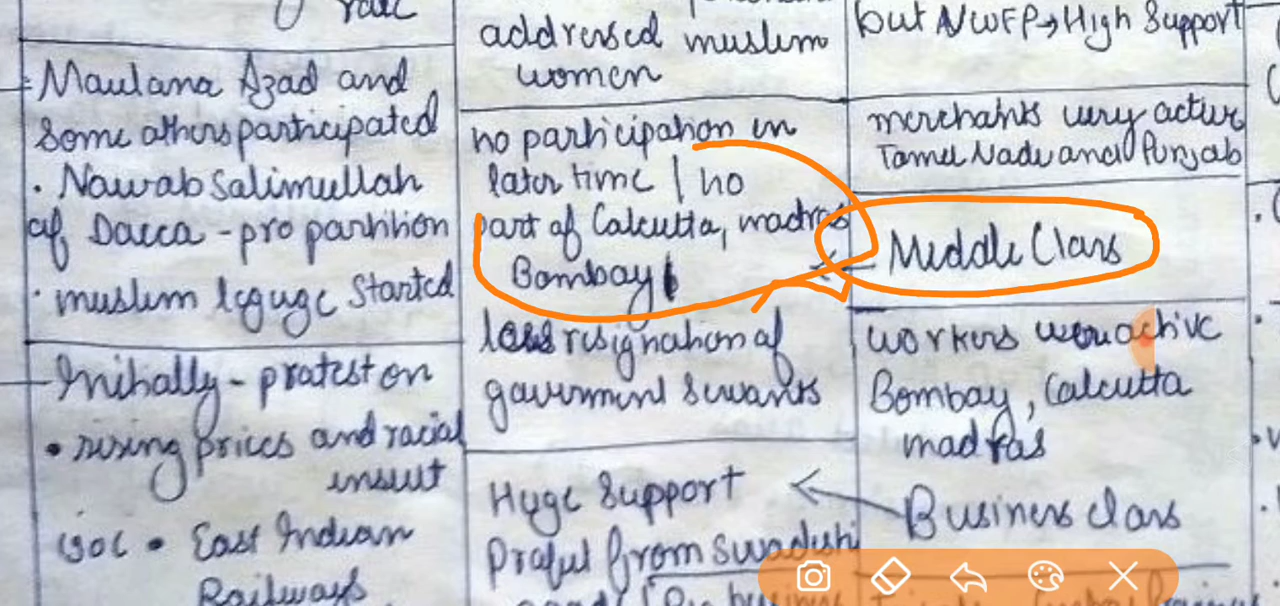 addressed muslim
women
but NWFP→High Support
Maulana Azad and
Some others participated
• Nawab Salimullah
of Dacca - pro partition
• muslim league Started
no participation in
later time / no
part of Calcutta, madras
Bombay
less resignation of
government servants
merchants very active
Tamil Nadu and Punjab
← Middle Class
workers were active
Bombay, Calcutta
madras
Initially - protest on
• rising prices and racial
insult
• East Indian
Railways
Huge Support
from Swadeshi
← Business class